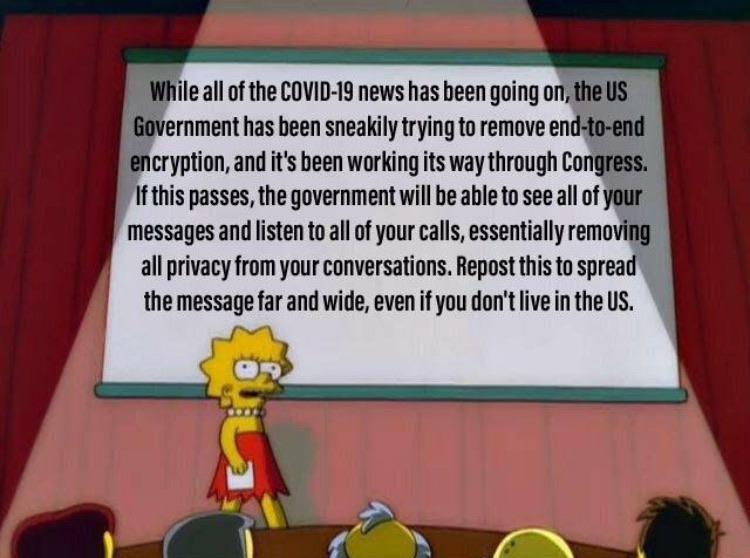 While all of the COVID-19 news has been going on, the US
Government has been sneakily trying to remove end-to-end
encryption, and it's been working its way through Congress.
If this passes, the government will be able to see all of your
messages and listen to all of your calls, essentially removing
all privacy from your conversations. Repost this to spread
the message far and wide, even if you don't live in the US.